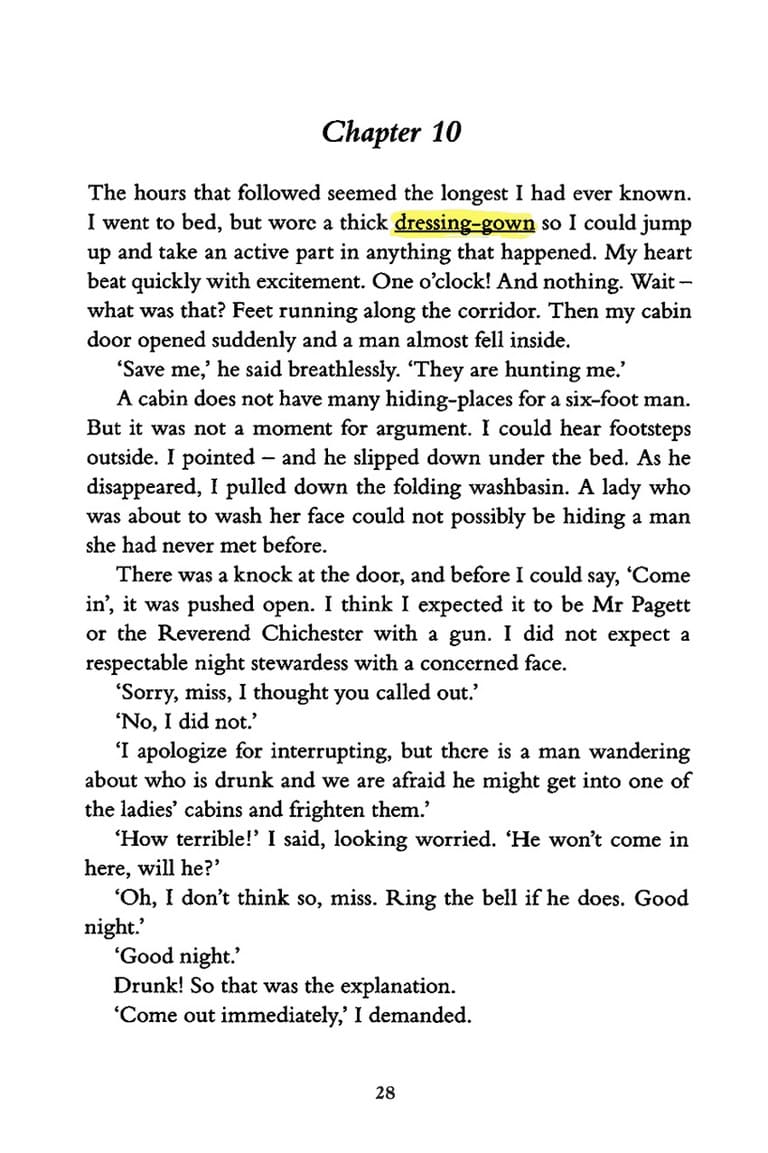 Chapter 10
The hours that followed seemed the longest I had ever known.
I went to bed, but wore a thick dressing-gown so I could jump
up and take an active part in anything that happened. My heart
beat quickly with excitement. One o’clock! And nothing. Wait –
what was that? Feet running along the corridor. Then my cabin
door opened suddenly and a man almost fell inside.
‘Save me,’ he said breathlessly. ‘They are hunting me.’
A cabin does not have many hiding-places for a six-foot man.
But it was not a moment for argument. I could hear footsteps
outside. I pointed – and he slipped down under the bed. As he
disappeared, I pulled down the folding washbasin. A lady who
was about to wash her face could not possibly be hiding a man
she had never met before.
There was a knock at the door, and before I could say, ‘Come
in’, it was pushed open. I think I expected it to be Mr Pagett
or the Reverend Chichester with a gun. I did not expect a
respectable night stewardess with a concerned face.
‘Sorry, miss, I thought you called out.’
‘No, I did not.’
‘I apologize for interrupting, but there is a man wandering
about who is drunk and we are afraid he might get into one of
the ladies’ cabins and frighten them.’
‘How terrible!’ I said, looking worried. ‘He won’t come in
here, will he?’
‘Oh, I don’t think so, miss. Ring the bell if he does. Good
night.’
‘Good night.’
Drunk! So that was the explanation.
‘Come out immediately,’ I demanded.
28